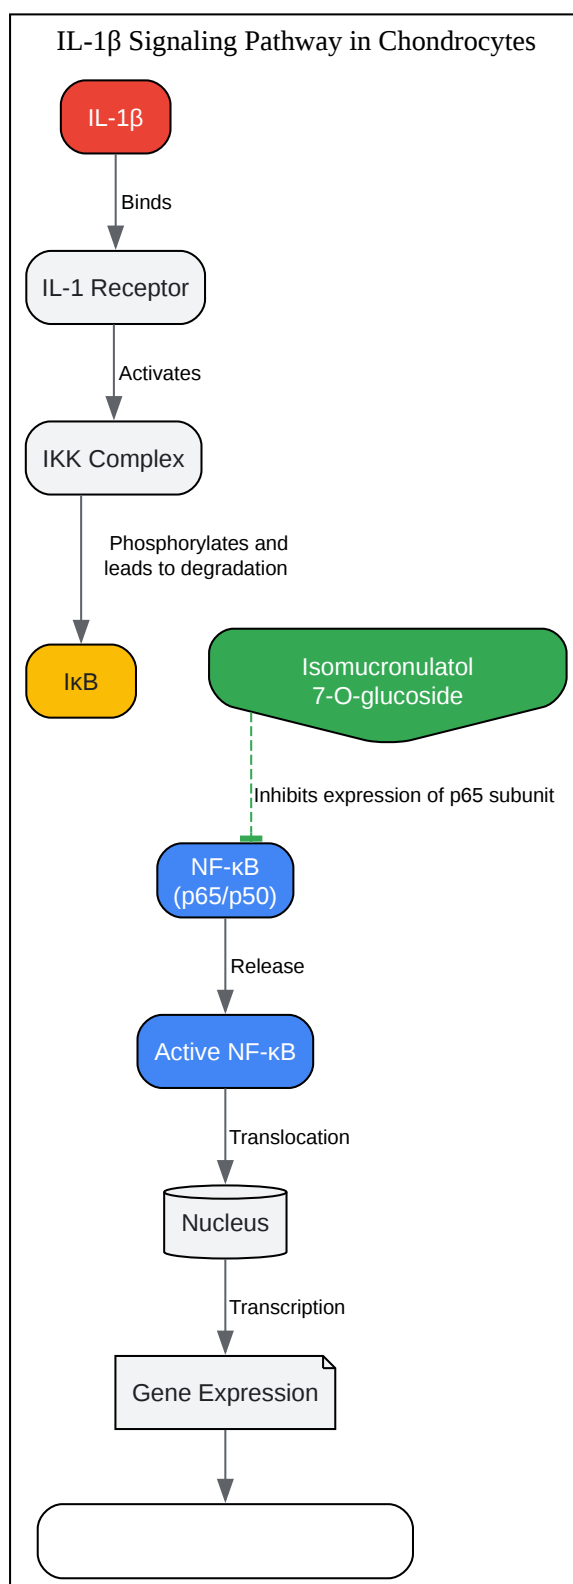 IL-1β Signaling Pathway in Chondrocytes
IL-1β
Binds
IL-1 Receptor
Activates
IKK Complex
Phosphorylates and
leads to degradation
IκB
Isomucronulatol
7-O-glucoside
Inhibits expression of p65 subunit
NF-κB
(p65/p50)
Release
Active NF-κB
Translocation
Nucleus
Transcription
Gene Expression